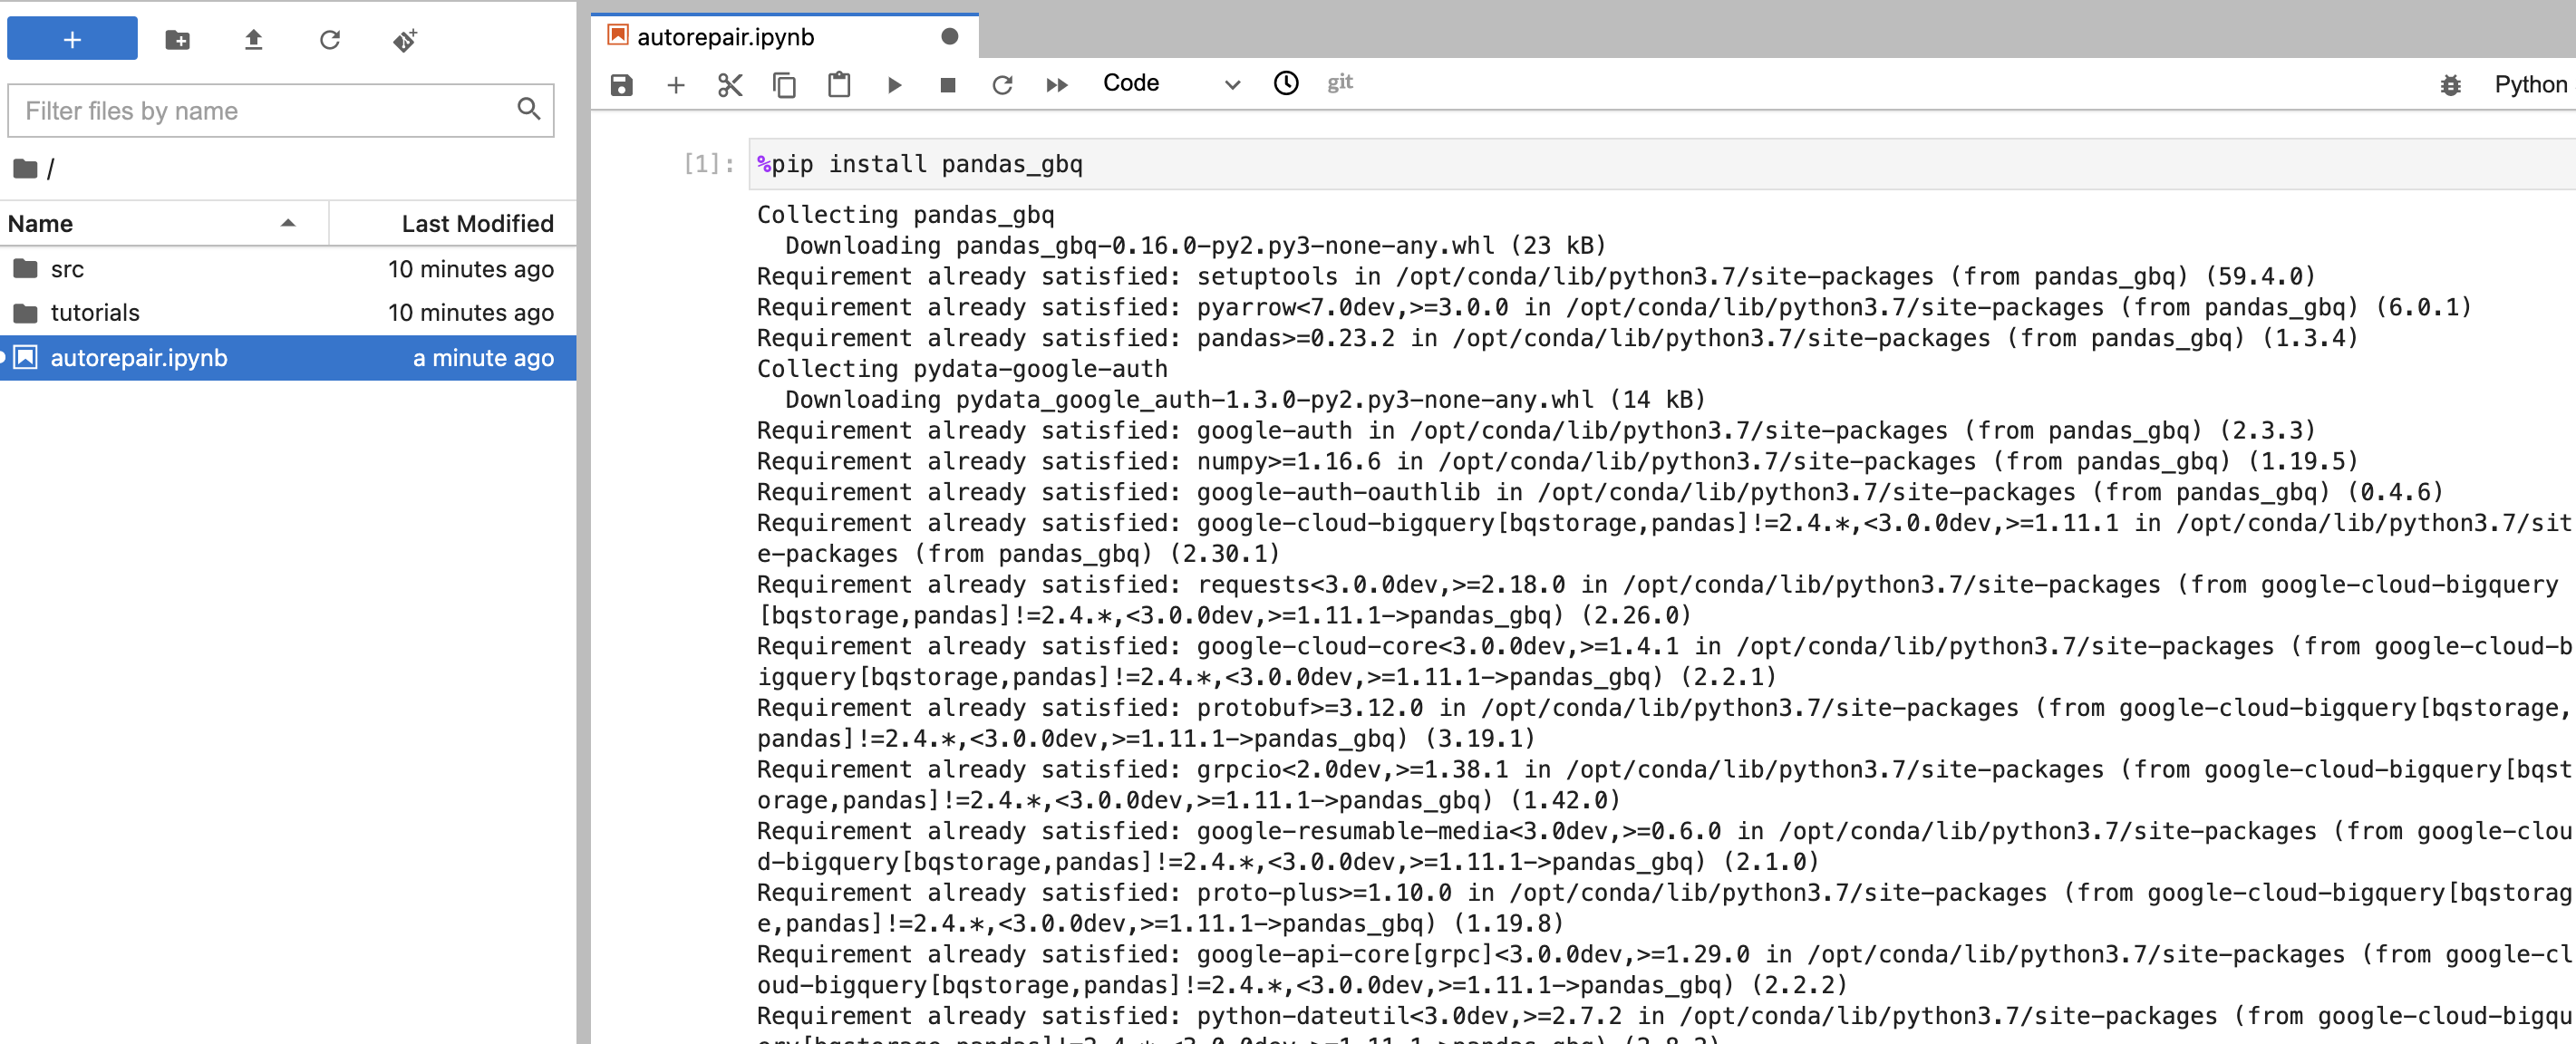 Filter files by name
/
Name Last Modified
src 10 minutes ago
tutorials 10 minutes ago
autorepair.ipynb a minute ago
autorepair.ipynb
Code git Python
[1]: %pip install pandas_gbq
Collecting pandas_gbq
Downloading pandas_gbq-0.16.0-py2.py3-none-any.whl (23 kB)
Requirement already satisfied: setuptools in /opt/conda/lib/python3.7/site-packages (from pandas_gbq) (59.4.0)
Requirement already satisfied: pyarrow<7.0dev,>=3.0.0 in /opt/conda/lib/python3.7/site-packages (from pandas_gbq) (6.0.1)
Requirement already satisfied: pandas>=0.23.2 in /opt/conda/lib/python3.7/site-packages (from pandas_gbq) (1.3.4)
Collecting pydata-google-auth
Downloading pydata_google_auth-1.3.0-py2.py3-none-any.whl (14 kB)
Requirement already satisfied: google-auth in /opt/conda/lib/python3.7/site-packages (from pandas_gbq) (2.3.3)
Requirement already satisfied: numpy>=1.16.6 in /opt/conda/lib/python3.7/site-packages (from pandas_gbq) (1.19.5)
Requirement already satisfied: google-auth-oauthlib in /opt/conda/lib/python3.7/site-packages (from pandas_gbq) (0.4.6)
Requirement already satisfied: google-cloud-bigquery[bqstorage,pandas]!=2.4.*,<3.0.0dev,>=1.11.1 in /opt/conda/lib/python3.7/sit
e-packages (from pandas_gbq) (2.30.1)
Requirement already satisfied: requests<3.0.0dev,>=2.18.0 in /opt/conda/lib/python3.7/site-packages (from google-cloud-bigquery
[bqstorage,pandas]!=2.4.*,<3.0.0dev,>=1.11.1->pandas_gbq) (2.26.0)
Requirement already satisfied: google-cloud-core<3.0.0dev,>=1.4.1 in /opt/conda/lib/python3.7/site-packages (from google-cloud-b
igquery[bqstorage,pandas]!=2.4.*,<3.0.0dev,>=1.11.1->pandas_gbq) (2.2.1)
Requirement already satisfied: protobuf>=3.12.0 in /opt/conda/lib/python3.7/site-packages (from google-cloud-bigquery[bqstorage,
pandas]!=2.4.*,<3.0.0dev,>=1.11.1->pandas_gbq) (3.19.1)
Requirement already satisfied: grpcio<2.0dev,>=1.38.1 in /opt/conda/lib/python3.7/site-packages (from google-cloud-bigquery[bqst
orage,pandas]!=2.4.*,<3.0.0dev,>=1.11.1->pandas_gbq) (1.42.0)
Requirement already satisfied: google-resumable-media<3.0dev,>=0.6.0 in /opt/conda/lib/python3.7/site-packages (from google-clou
d-bigquery[bqstorage,pandas]!=2.4.*,<3.0.0dev,>=1.11.1->pandas_gbq) (2.1.0)
Requirement already satisfied: proto-plus>=1.10.0 in /opt/conda/lib/python3.7/site-packages (from google-cloud-bigquery[bqstorag
e,pandas]!=2.4.*,<3.0.0dev,>=1.11.1->pandas_gbq) (1.19.8)
Requirement already satisfied: google-api-core[grpc]<3.0.0dev,>=1.29.0 in /opt/conda/lib/python3.7/site-packages (from google-cl
oud-bigquery[bqstorage,pandas]!=2.4.*,<3.0.0dev,>=1.11.1->pandas_gbq) (2.2.2)
Requirement already satisfied: python-dateutil<3.0dev,>=2.7.2 in /opt/conda/lib/python3.7/site-packages (from google-cloud-bigqu